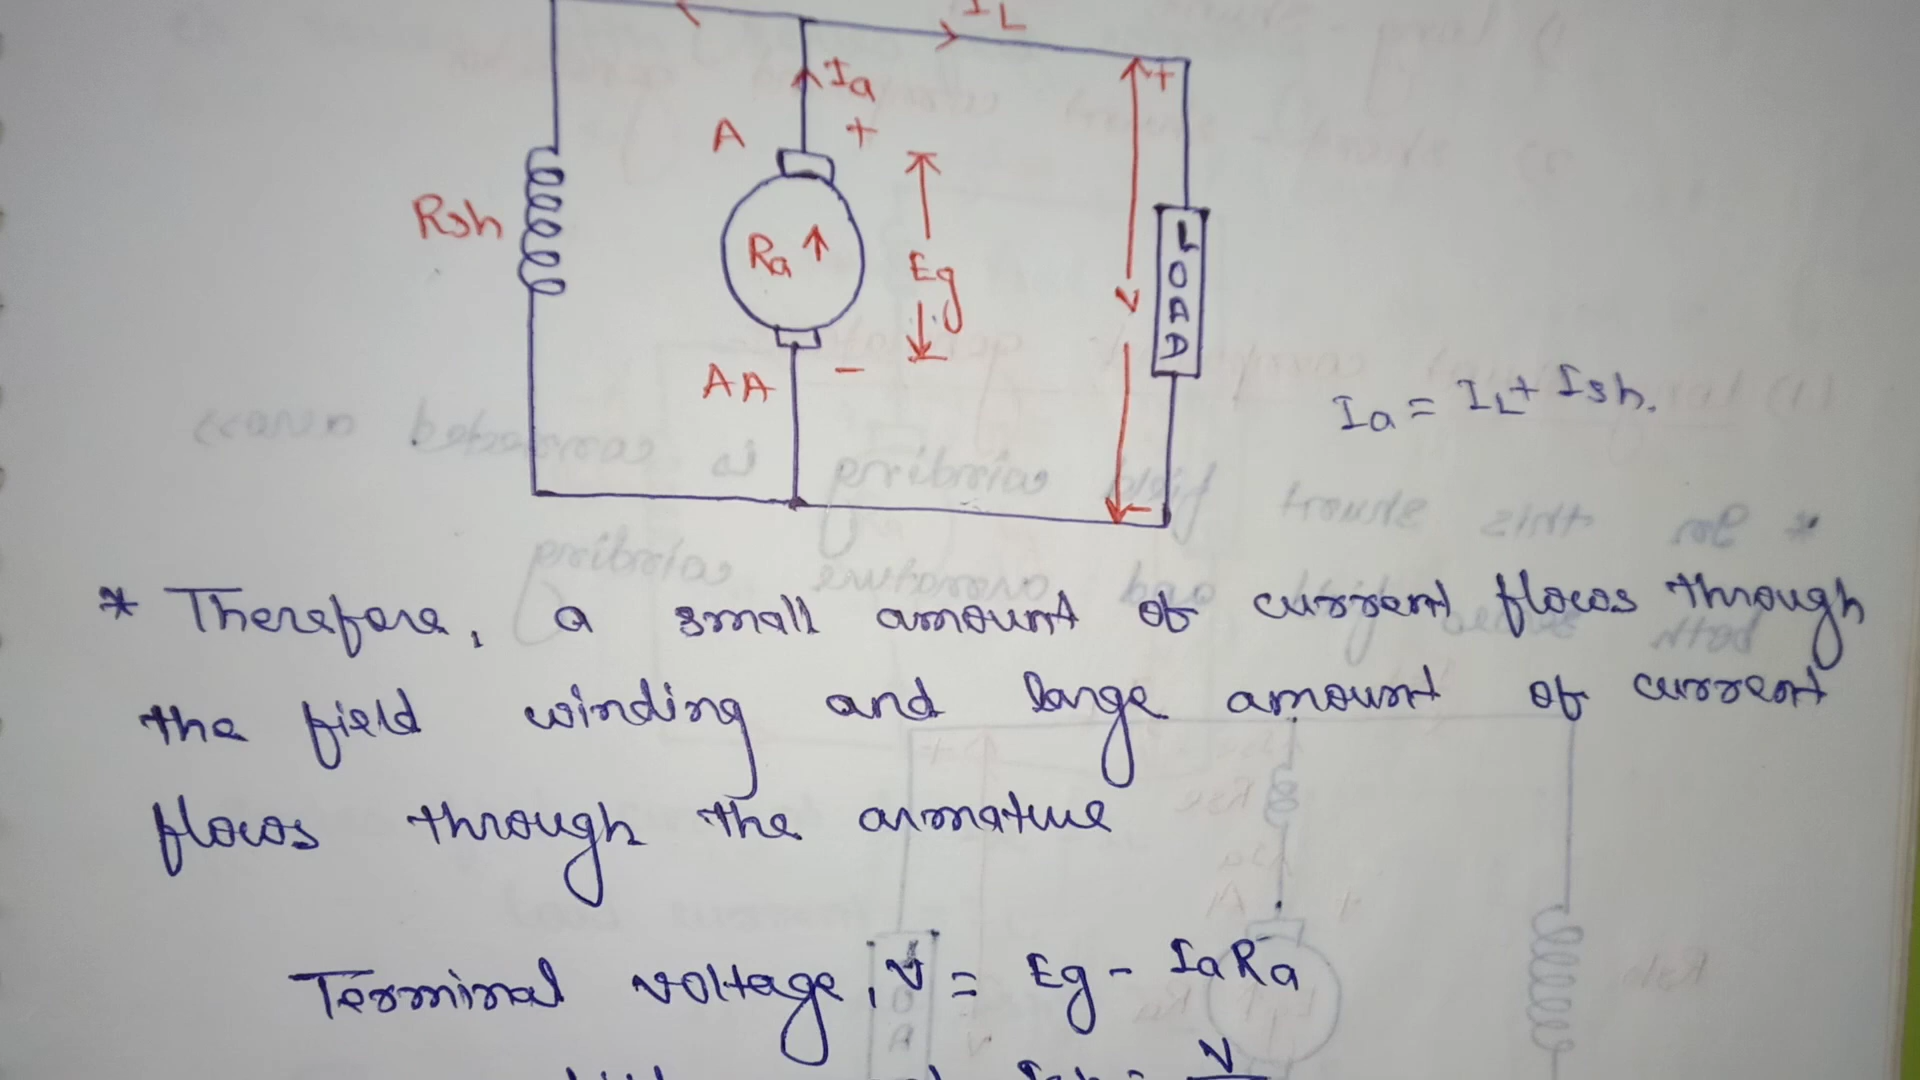 IL
Ia
A +
Rsh
Ra
Eg
V
+
LOAD
AA -
-
Ia = IL + Ish.
* Therefore, a small amount of current flows through
the field winding and large amount of current
flows through the armature
Terminal voltage, V = Eg - IaRa
Ish = V